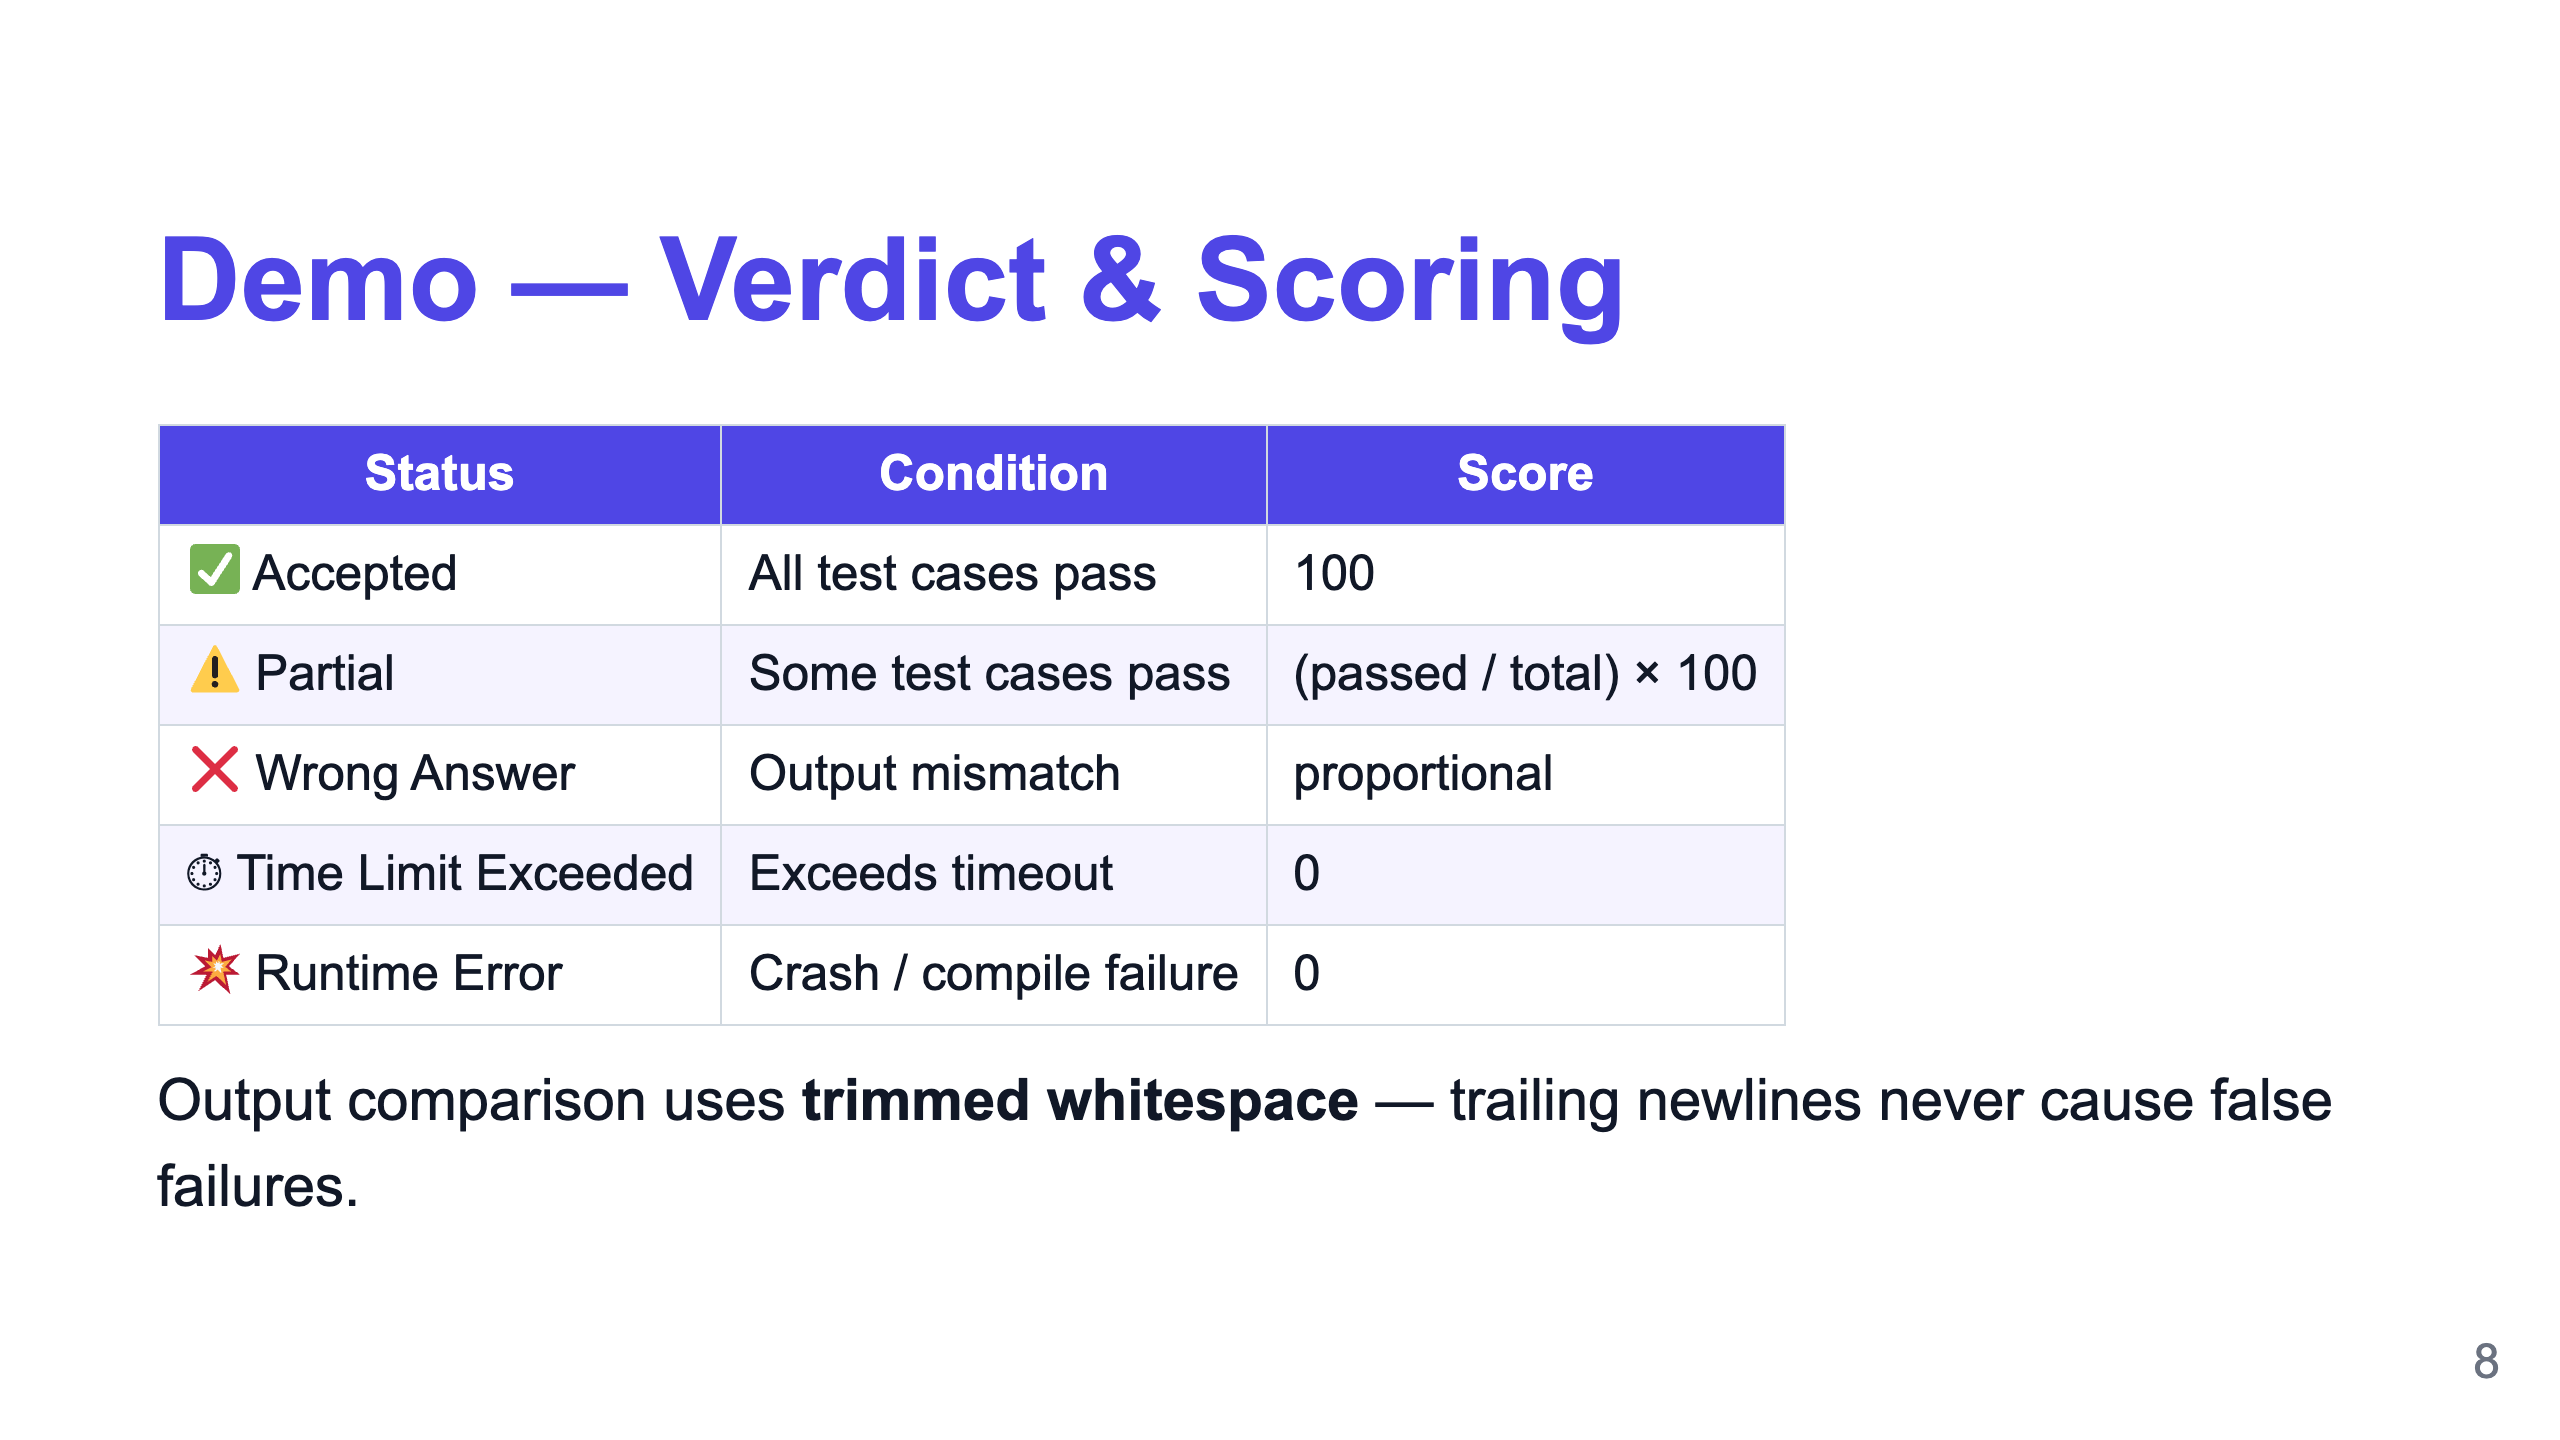 Demo — Verdict & Scoring
Status Condition Score
✅ Accepted All test cases pass 100
⚠️ Partial Some test cases pass (passed / total) × 100
❌ Wrong Answer Output mismatch proportional
⏱ Time Limit Exceeded Exceeds timeout 0
💥 Runtime Error Crash / compile failure 0
Output comparison uses trimmed whitespace — trailing newlines never cause false
failures.
8